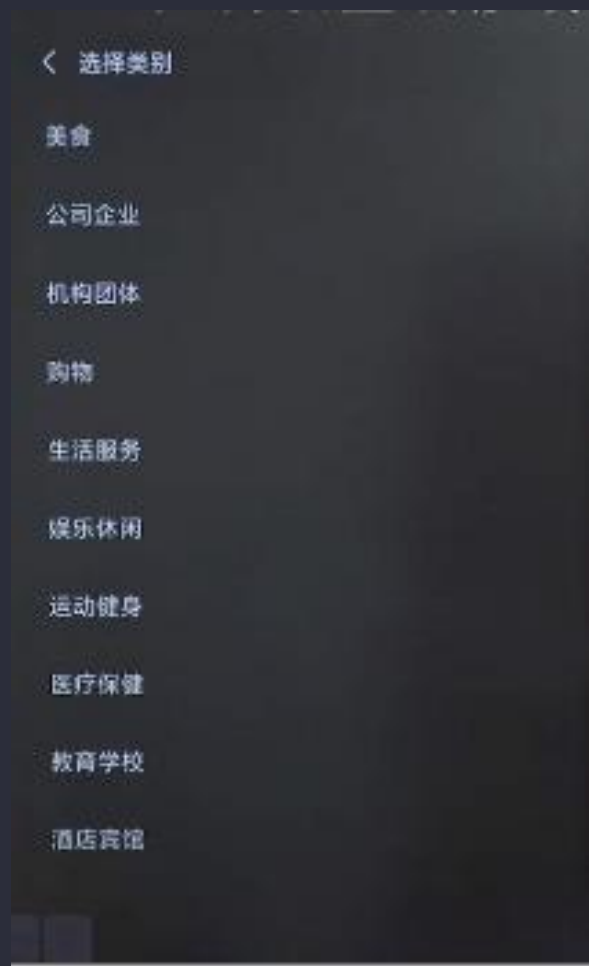 选择类别
美食
公司企业
机构团体
购物
生活服务
娱乐休闲
运动健身
医疗保健
教育学校
酒店宾馆